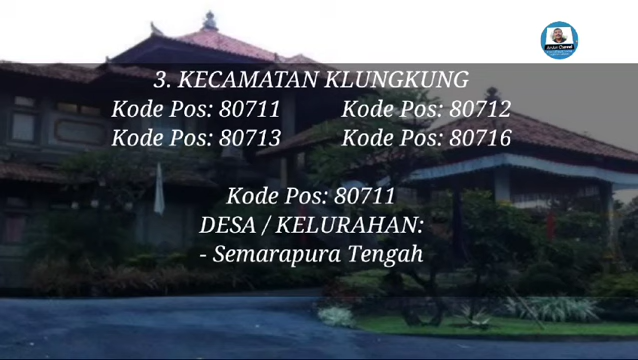 3. KECAMATAN KLUNGKUNG
Kode Pos: 80711 Kode Pos: 80712
Kode Pos: 80713 Kode Pos: 80716
Kode Pos: 80711
DESA / KELURAHAN:
- Semarapura Tengah